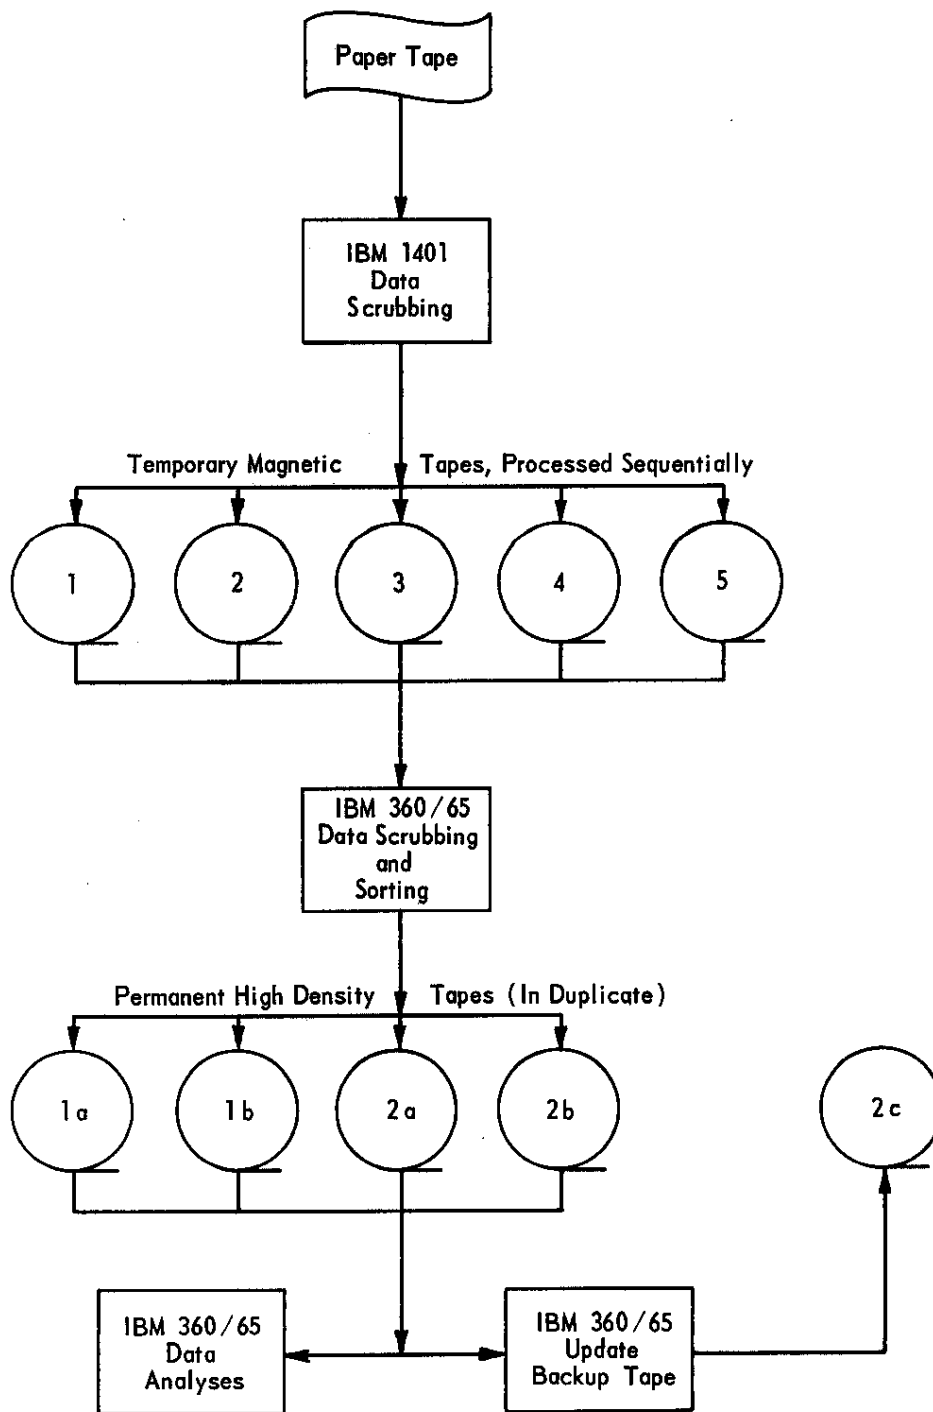 Paper Tape
IBM 1401
Data
Scrubbing
Temporary Magnetic Tapes, Processed Sequentially
1 2 3 4 5
IBM 360/65
Data Scrubbing
and
Sorting
Permanent High Density Tapes (In Duplicate)
1a 1b 2a 2b 2c
IBM 360/65
Data
Analyses
IBM 360/65
Update
Backup Tape